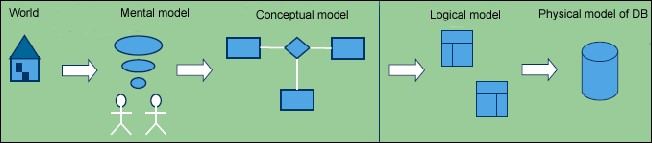 World
Mental model
Conceptual model
Logical model
Physical model of DB